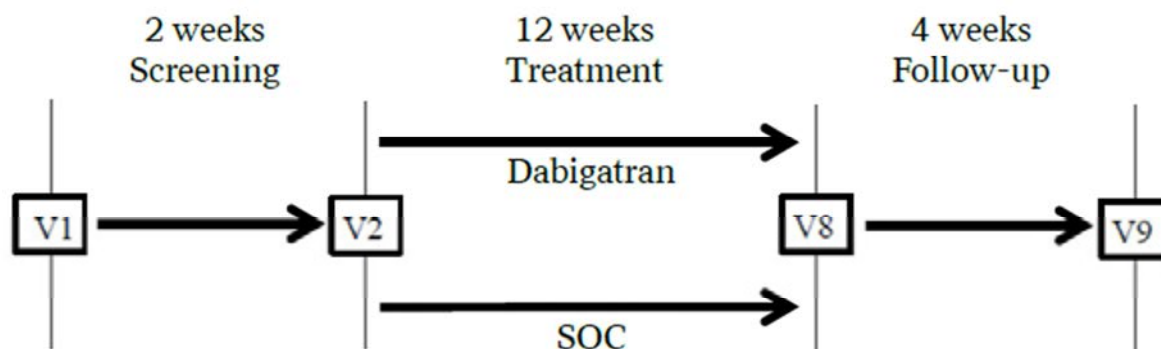 2 weeks
Screening
12 weeks
Treatment
4 weeks
Follow-up
Dabigatran
V1
V2
V8
V9
SOC